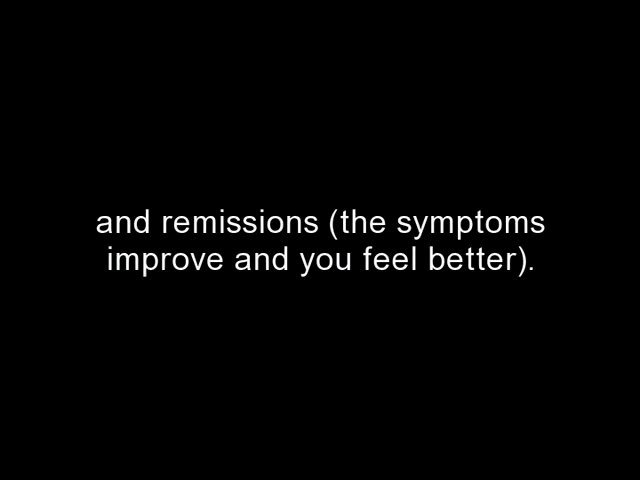 and remissions (the symptoms
improve and you feel better).